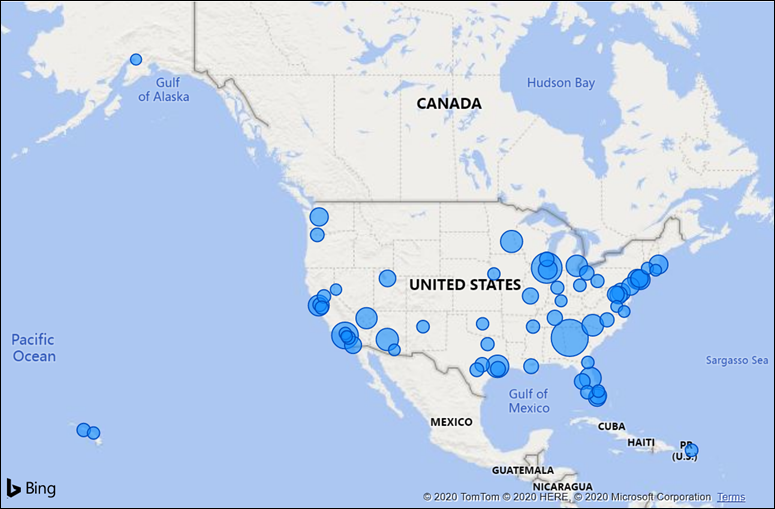 Gulf
of Alaska
Hudson Bay
CANADA
UNITED STATES
Pacific
Ocean
Sargasso Sea
Gulf of
Mexico
MEXICO
CUBA
HAITI
PR
(U.S.)
GUATEMALA
NICARAGUA
Bing
© 2020 TomTom © 2020 HERE, © 2020 Microsoft Corporation Terms